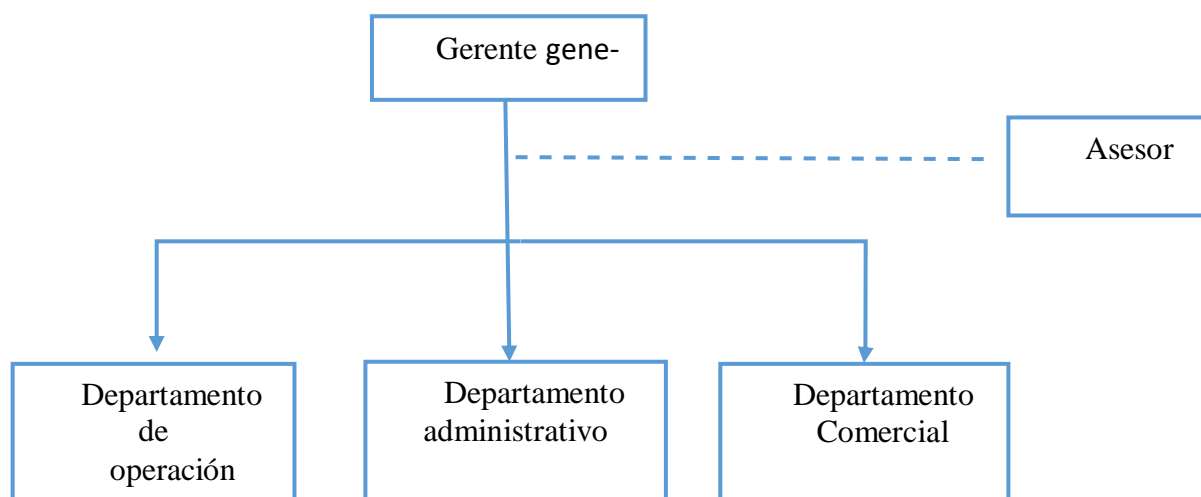 Gerente gene-
Asesor
Departamento
de
operación
Departamento
administrativo
Departamento
Comercial